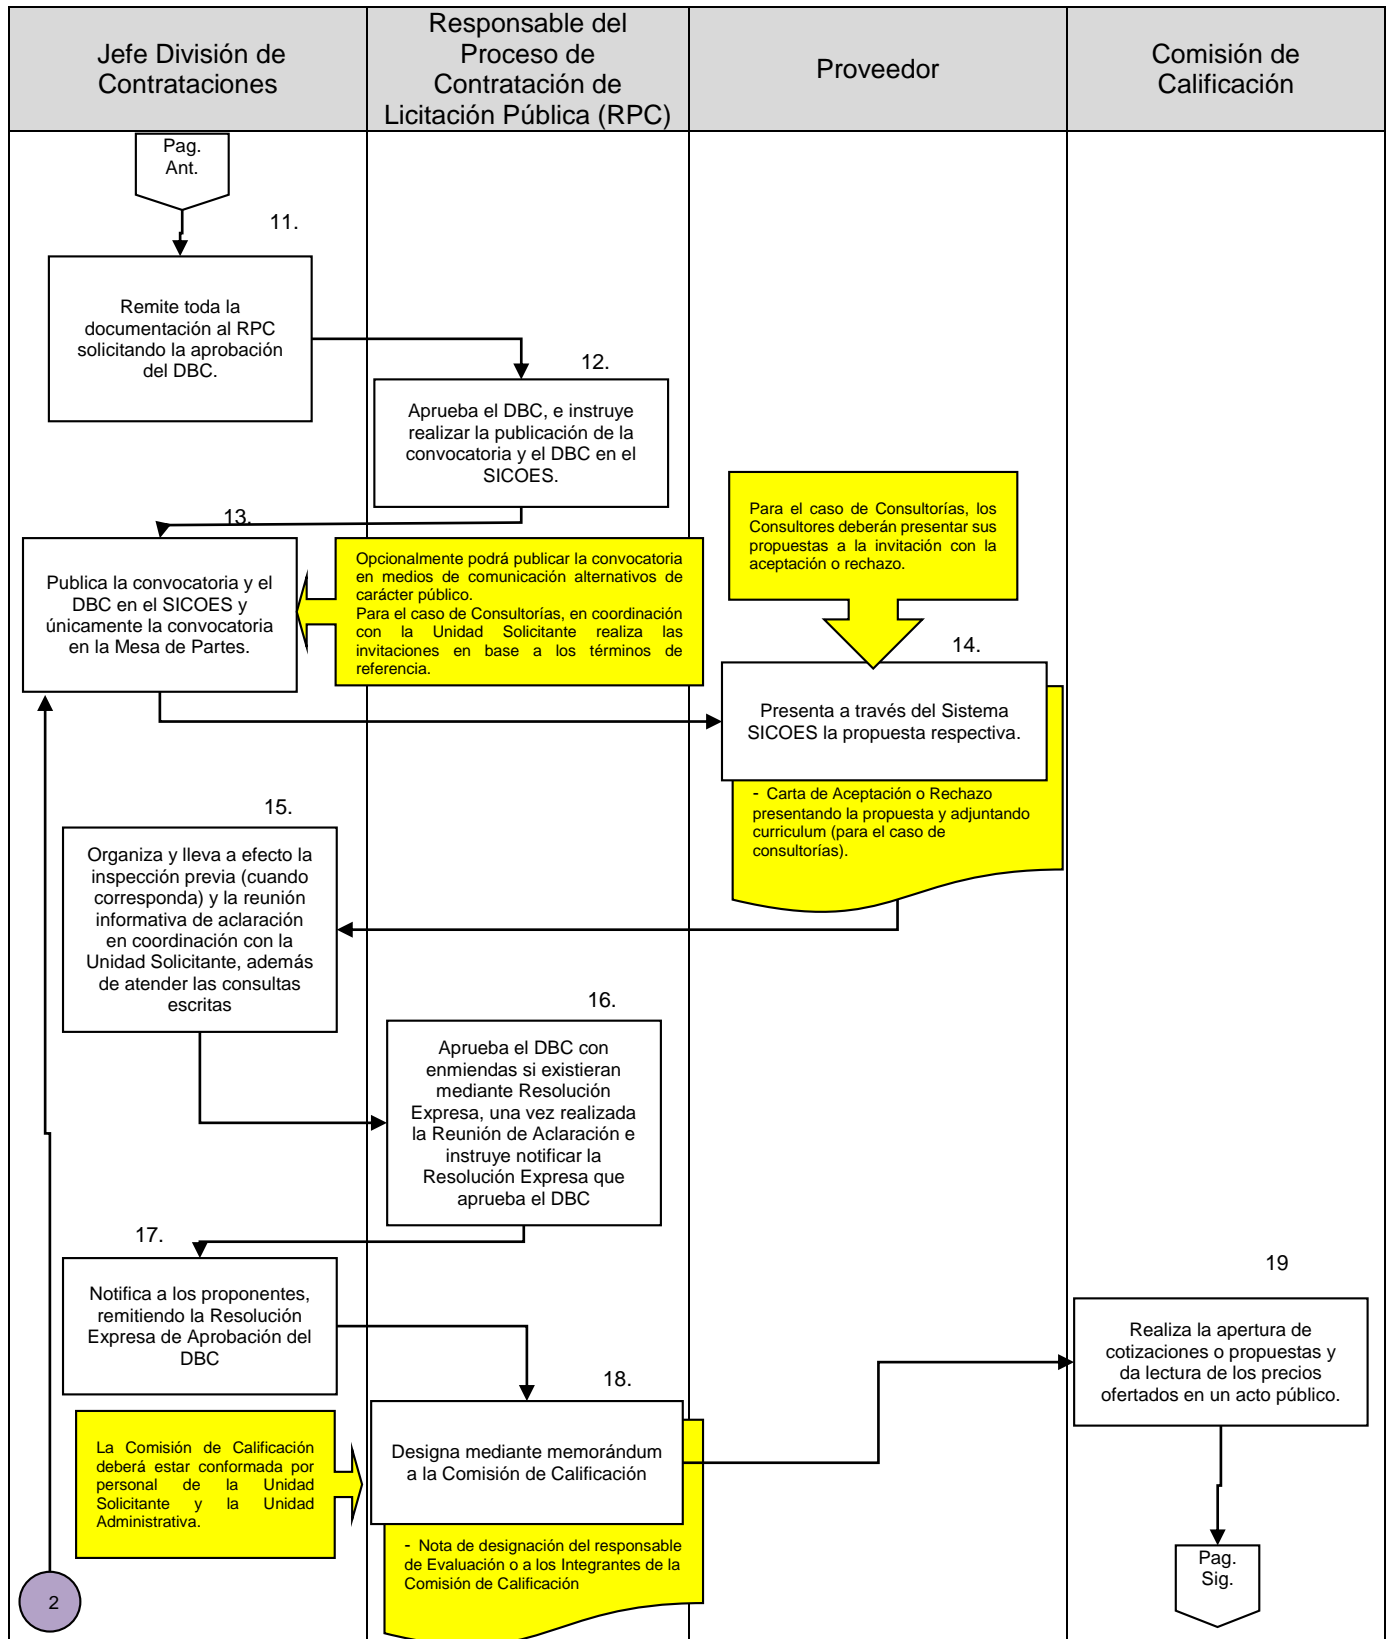 Jefe División de
Contrataciones
Responsable del
Proceso de
Contratación de
Licitación Pública (RPC)
Proveedor
Comisión de
Calificación
Pag.
Ant.
11.
Remite toda la
documentación al RPC
solicitando la aprobación
del DBC.
12.
Aprueba el DBC, e instruye
realizar la publicación de la
convocatoria y el DBC en el
SICOES.
13.
Publica la convocatoria y el
DBC en el SICOES y
únicamente la convocatoria
en la Mesa de Partes.
Opcionalmente podrá publicar la convocatoria
en medios de comunicación alternativos de
carácter público.
Para el caso de Consultorías, en coordinación
con la Unidad Solicitante realiza las
invitaciones en base a los términos de
referencia.
Para el caso de Consultorías, los
Consultores deberán presentar sus
propuestas a la invitación con la
aceptación o rechazo.
14.
Presenta a través del Sistema
SICOES la propuesta respectiva.
- Carta de Aceptación o Rechazo
presentando la propuesta y adjuntando
curriculum (para el caso de
consultorías).
15.
Organiza y lleva a efecto la
inspección previa (cuando
corresponda) y la reunión
informativa de aclaración
en coordinación con la
Unidad Solicitante, además
de atender las consultas
escritas
16.
Aprueba el DBC con
enmiendas si existieran
mediante Resolución
Expresa, una vez realizada
la Reunión de Aclaración e
instruye notificar la
Resolución Expresa que
aprueba el DBC
17.
Notifica a los proponentes,
remitiendo la Resolución
Expresa de Aprobación del
DBC
18.
Designa mediante memorándum
a la Comisión de Calificación
La Comisión de Calificación
deberá estar conformada por
personal de la Unidad
Solicitante y la Unidad
Administrativa.
- Nota de designación del responsable
de Evaluación o a los Integrantes de la
Comisión de Calificación
19
Realiza la apertura de
cotizaciones o propuestas y
da lectura de los precios
ofertados en un acto público.
Pag.
Sig.
2